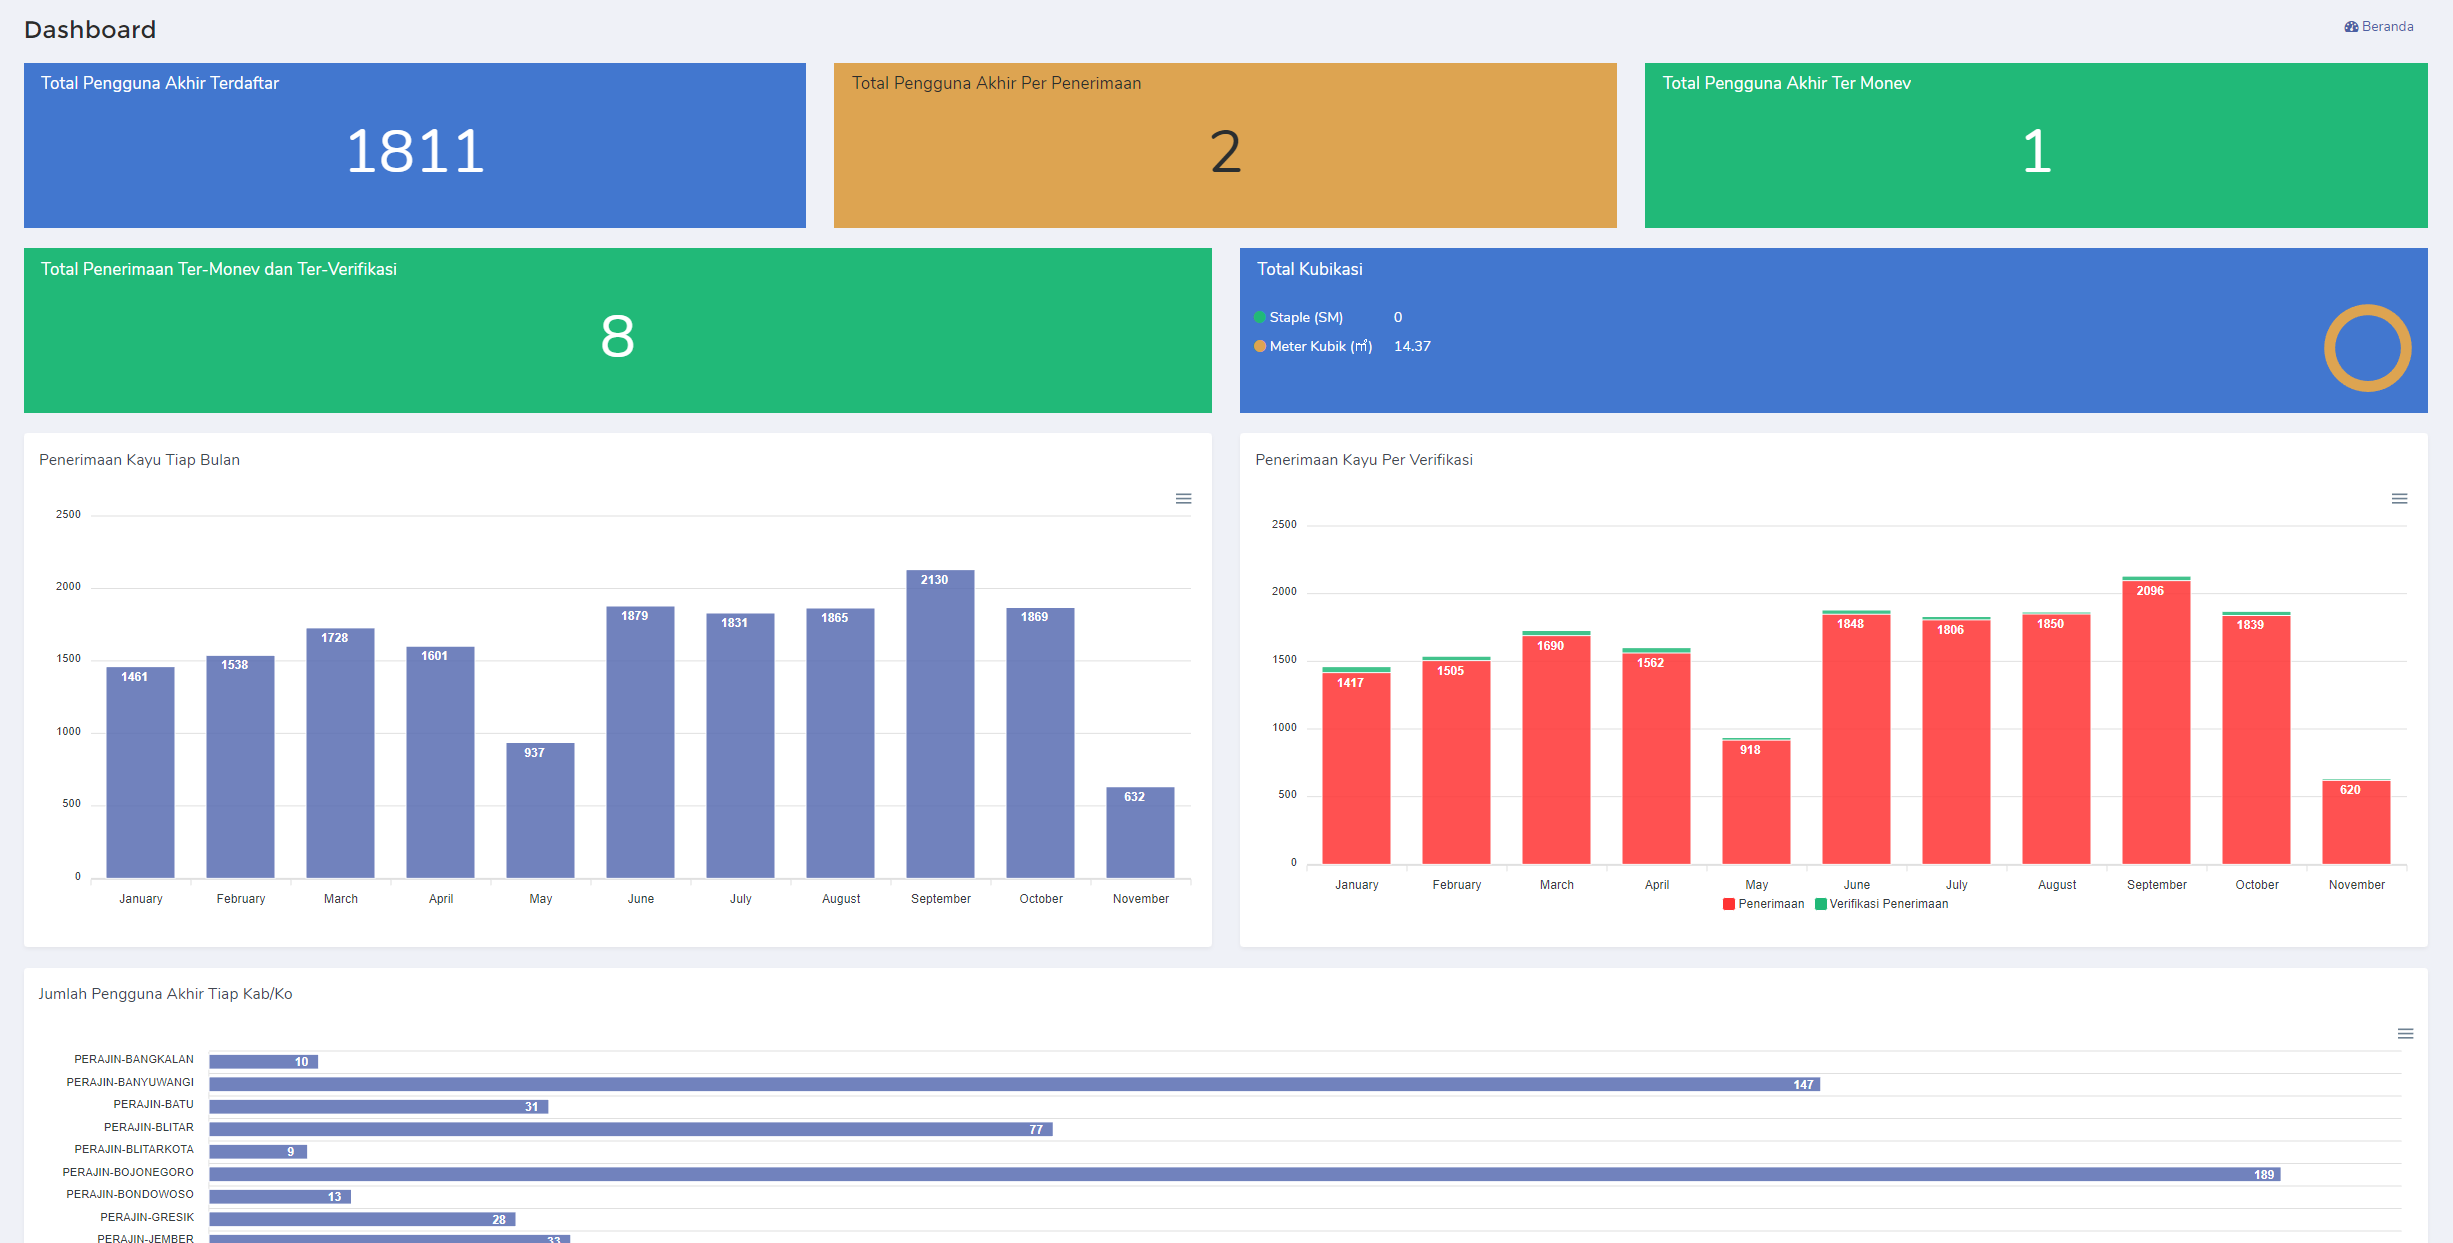 Dashboard
Beranda
Total Pengguna Akhir Terdaftar
1811
Total Pengguna Akhir Per Penerimaan
2
Total Pengguna Akhir Ter Monev
1
Total Penerimaan Ter-Monev dan Ter-Verifikasi
8
Total Kubikasi
Staple (SM) 0
Meter Kubik (㎥) 14.37
Penerimaan Kayu Tiap Bulan
2500
2000
1500
1000
500
0
1461
1538
1728
1601
937
1879
1831
1865
2130
1869
632
January February March April May June July August September October November
Penerimaan Kayu Per Verifikasi
2500
2000
1500
1000
500
0
1417
1505
1690
1562
918
1848
1806
1850
2096
1839
620
January February March April May June July August September October November
Penerimaan Verifikasi Penerimaan
Jumlah Pengguna Akhir Tiap Kab/Ko
PERAJIN-BANGKALAN 10
PERAJIN-BANYUWANGI 147
PERAJIN-BATU 31
PERAJIN-BLITAR 77
PERAJIN-BLITARKOTA 9
PERAJIN-BOJONEGORO 189
PERAJIN-BONDOWOSO 13
PERAJIN-GRESIK 28
PERAJIN-JEMBER 33